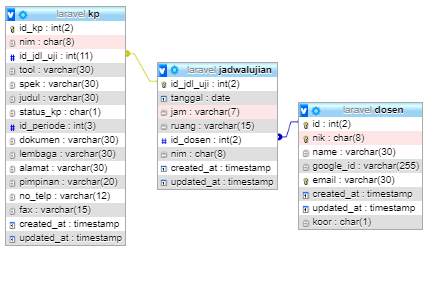 laravel kp
id_kp : int(2)
nim : char(8)
id_jdl_uji : int(11)
tool : varchar(30)
spek : varchar(30)
judul : varchar(30)
status_kp : char(1)
id_periode : int(3)
dokumen : varchar(30)
lembaga : varchar(30)
alamat : varchar(30)
pimpinan : varchar(20)
no_telp : varchar(12)
fax : varchar(15)
created_at : timestamp
updated_at : timestamp
laravel jadwalujian
id_jdl_uji : int(2)
tanggal : date
jam : varchar(7)
ruang : varchar(15)
id_dosen : int(2)
nim : char(8)
created_at : timestamp
updated_at : timestamp
laravel dosen
id : int(2)
nik : char(8)
name : varchar(30)
google_id : varchar(255)
email : varchar(30)
created_at : timestamp
updated_at : timestamp
koor : char(1)